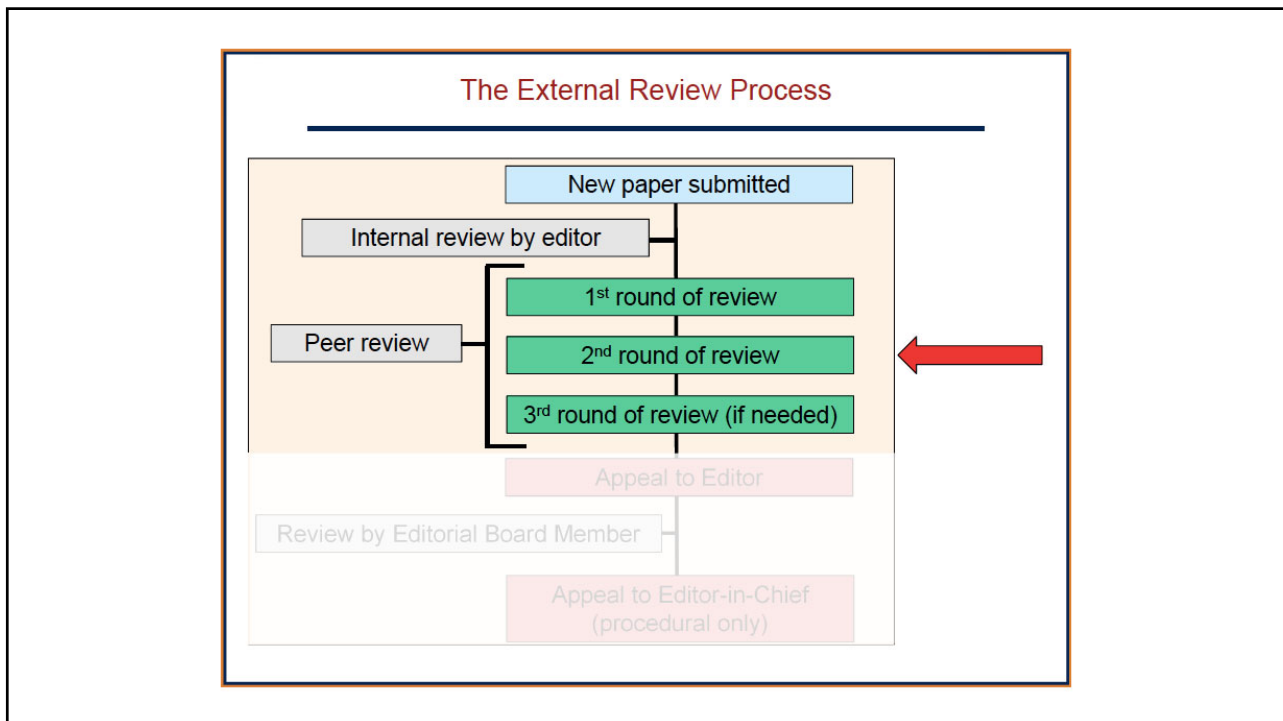 The External Review Process
New paper submitted
Internal review by editor
1st round of review
Peer review
2nd round of review
3rd round of review (if needed)
Appeal to Editor
Review by Editorial Board Member
Appeal to Editor-in-Chief
(procedural only)